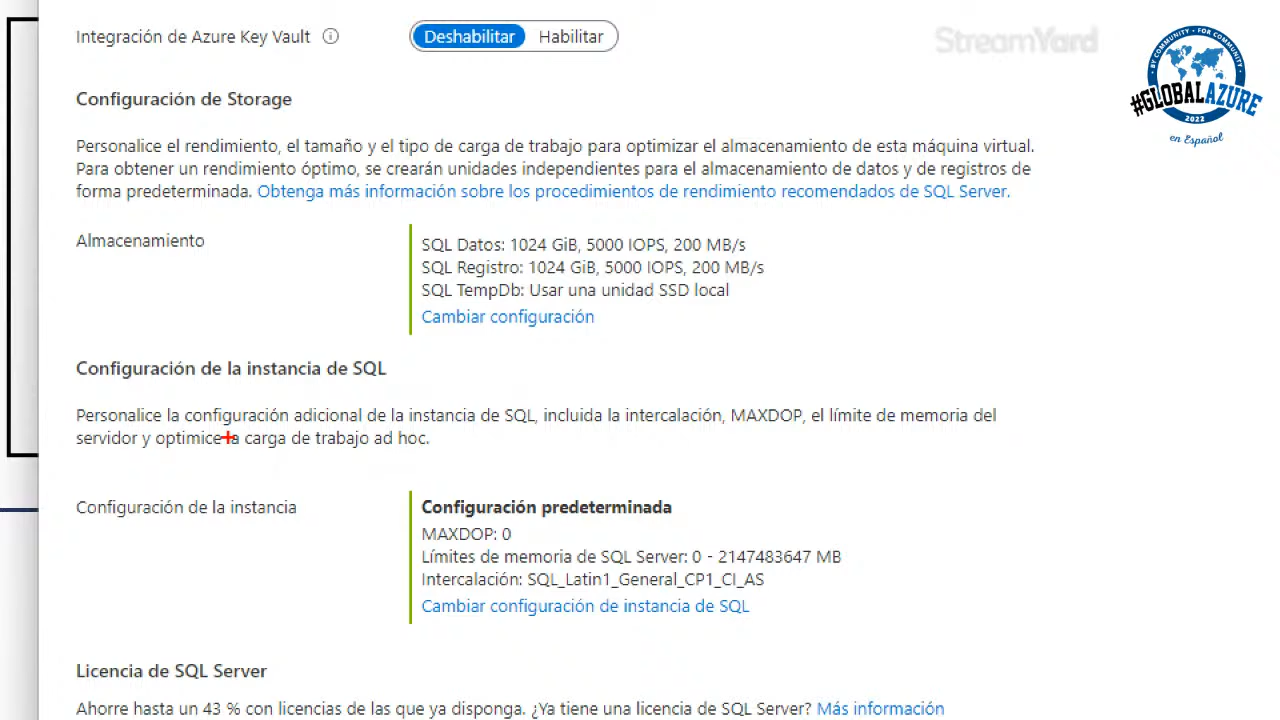 Integración de Azure Key Vault
Deshabilitar
Habilitar
StreamYard
BY COMMUNITY • FOR COMMUNITY
#GLOBALAZURE
2022
en Español
Configuración de Storage
Personalice el rendimiento, el tamaño y el tipo de carga de trabajo para optimizar el almacenamiento de esta máquina virtual.
Para obtener un rendimiento óptimo, se crearán unidades independientes para el almacenamiento de datos y de registros de
forma predeterminada. Obtenga más información sobre los procedimientos de rendimiento recomendados de SQL Server.
Almacenamiento
SQL Datos: 1024 GiB, 5000 IOPS, 200 MB/s
SQL Registro: 1024 GiB, 5000 IOPS, 200 MB/s
SQL TempDb: Usar una unidad SSD local
Cambiar configuración
Configuración de la instancia de SQL
Personalice la configuración adicional de la instancia de SQL, incluida la intercalación, MAXDOP, el límite de memoria del
servidor y optimice la carga de trabajo ad hoc.
Configuración de la instancia
Configuración predeterminada
MAXDOP: 0
Límites de memoria de SQL Server: 0 - 2147483647 MB
Intercalación: SQL_Latin1_General_CP1_CI_AS
Cambiar configuración de instancia de SQL
Licencia de SQL Server
Ahorre hasta un 43 % con licencias de las que ya disponga. ¿Ya tiene una licencia de SQL Server? Más información